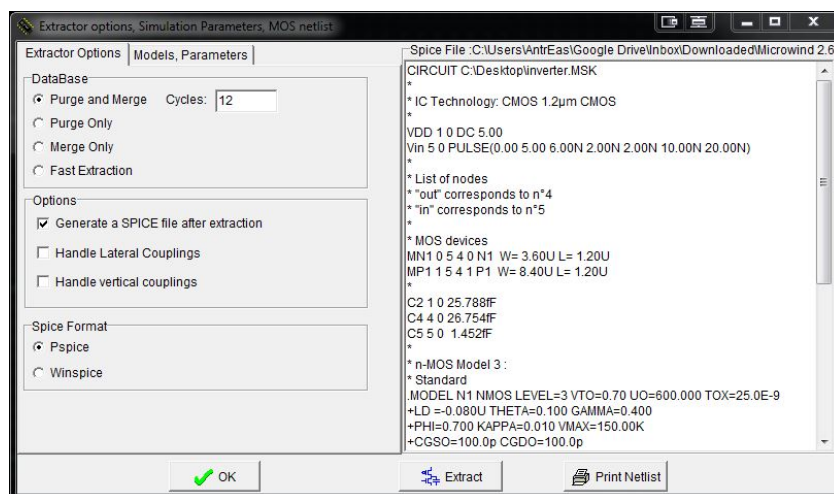 Extractor options, Simulation Parameters, MOS netlist
Extractor Options
Models, Parameters
DataBase
Purge and Merge
Cycles:
12
Purge Only
Merge Only
Fast Extraction
Options
Generate a SPICE file after extraction
Handle Lateral Couplings
Handle vertical couplings
Spice Format
Pspice
Winspice
Spice File :C:\Users\AntrEas\Google Drive\Inbox\Downloaded\Microwind 2.6
CIRCUIT C:\Desktop\inverter.MSK
*
* IC Technology: CMOS 1.2µm CMOS
*
VDD 1 0 DC 5.00
Vin 5 0 PULSE(0.00 5.00 6.00N 2.00N 2.00N 10.00N 20.00N)
*
* List of nodes
* "out" corresponds to n°4
* "in" corresponds to n°5
*
* MOS devices
MN1 0 5 4 0 N1 W= 3.60U L= 1.20U
MP1 1 5 4 1 P1 W= 8.40U L= 1.20U
*
C2 1 0 25.788fF
C4 4 0 26.754fF
C5 5 0 1.452fF
*
* n-MOS Model 3 :
* Standard
.MODEL N1 NMOS LEVEL=3 VTO=0.70 UO=600.000 TOX=25.0E-9
+LD =-0.080U THETA=0.100 GAMMA=0.400
+PHI=0.700 KAPPA=0.010 VMAX=150.00K
+CGSO=100.0p CGDO=100.0p
OK
Extract
Print Netlist